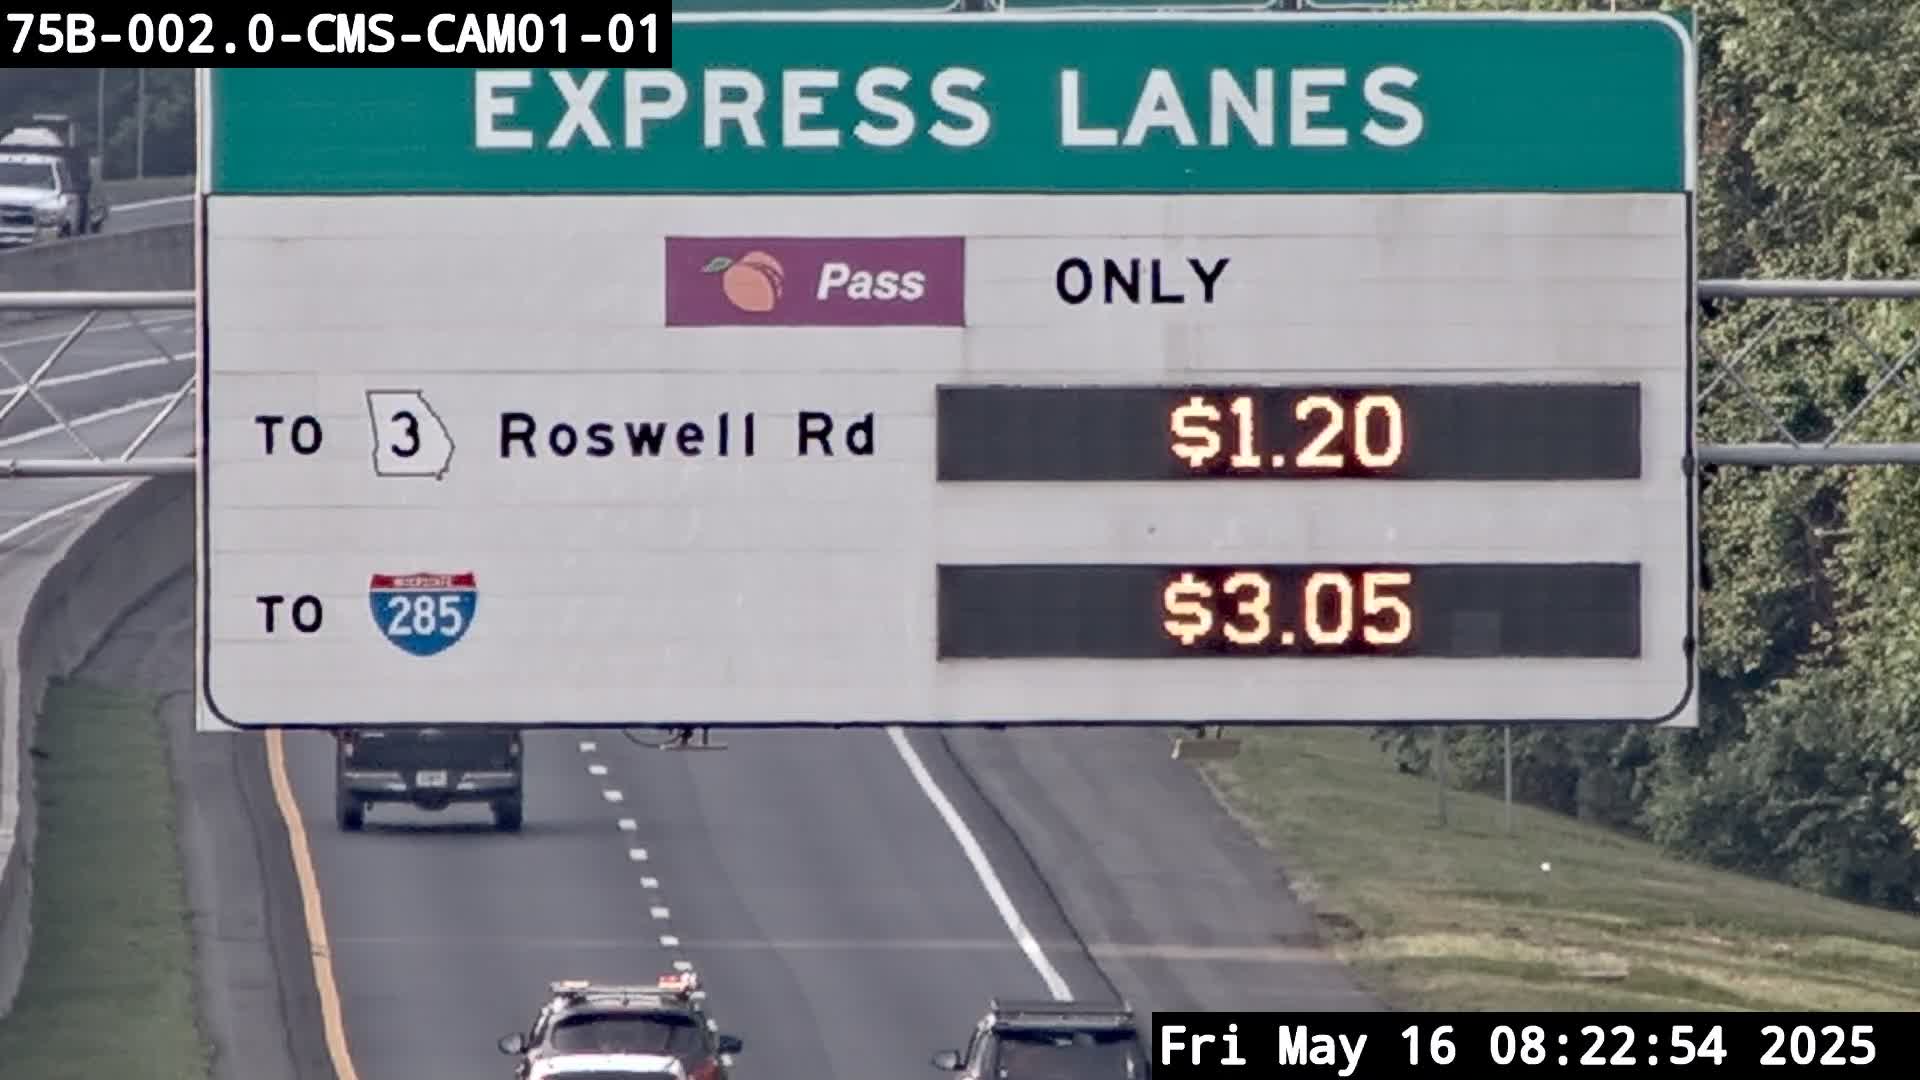 75B-002.0-CMS-CAM01-01
EXPRESS LANES
Pass ONLY
TO 3 Roswell Rd $1.20
TO INTERSTATE 285 $3.05
Fri May 16 08:22:54 2025